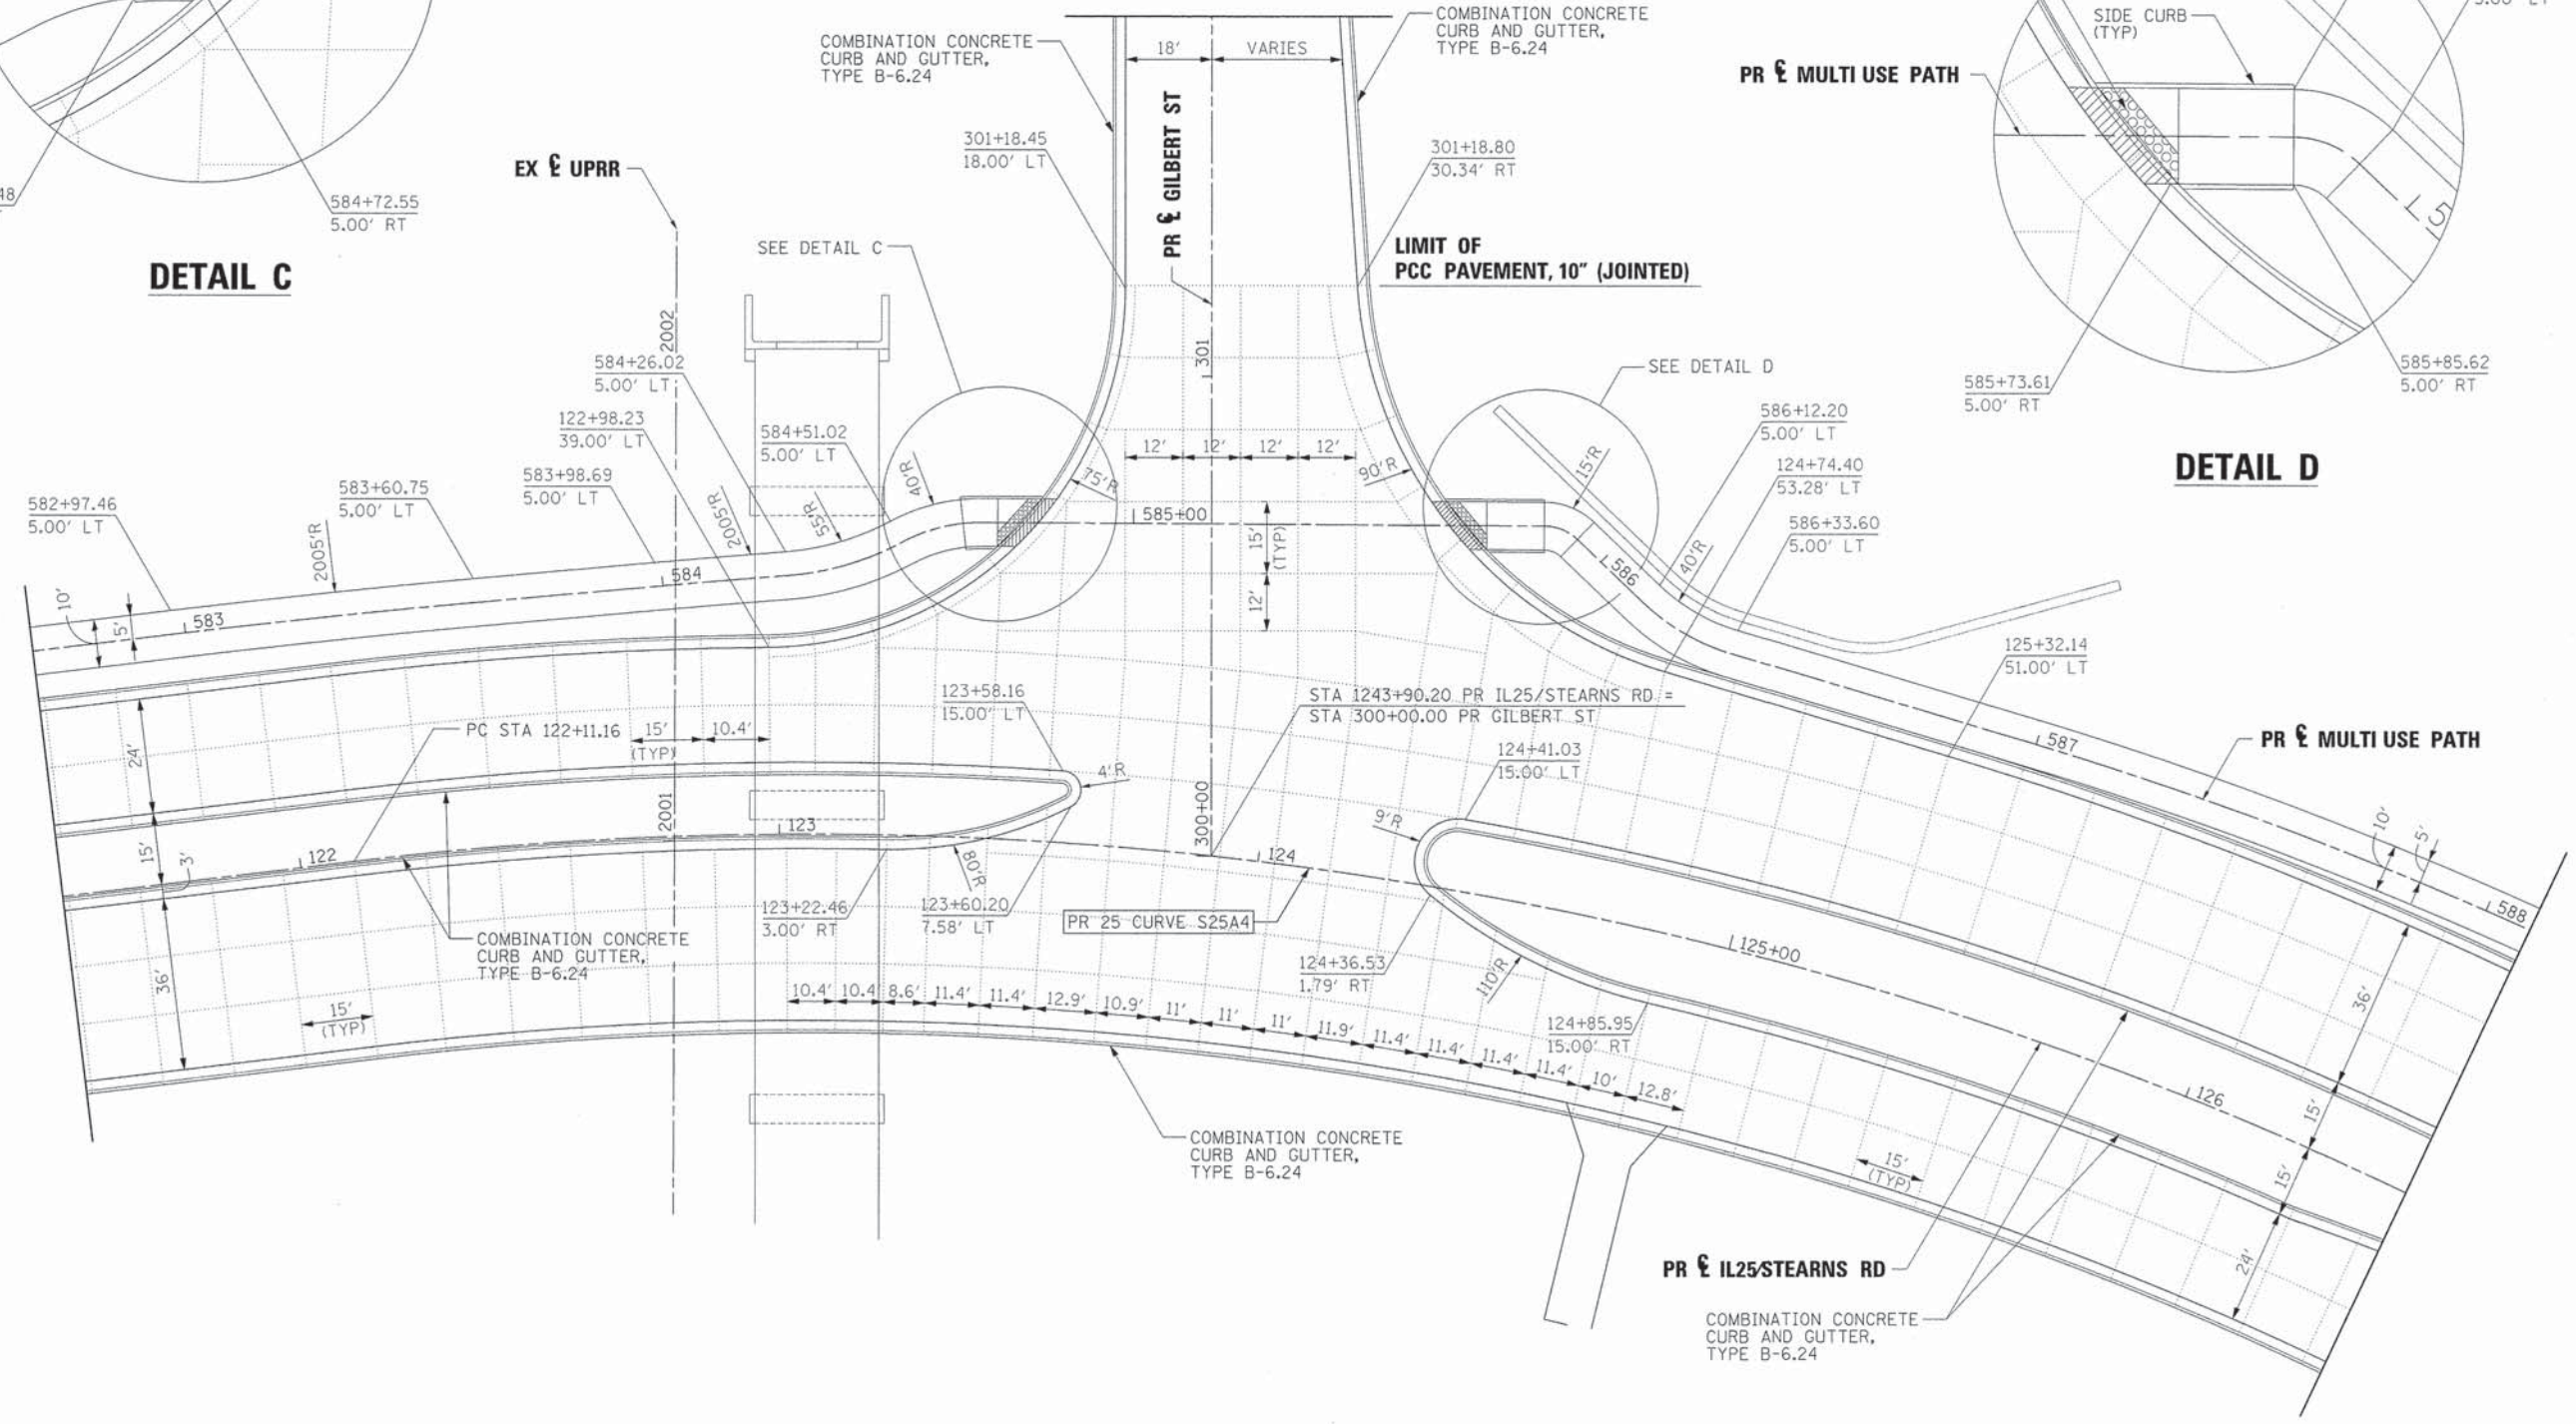 COMBINATION CONCRETE
CURB AND GUTTER,
TYPE B-6.24
18'
VARIES
COMBINATION CONCRETE
CURB AND GUTTER,
TYPE B-6.24
SIDE CURB
(TYP)
PR ℄ MULTI USE PATH
301+18.45
18.00' LT
PR ℄ GILBERT ST
301+18.80
30.34' RT
EX ℄ UPRR
48
584+72.55
5.00' RT
DETAIL C
SEE DETAIL C
LIMIT OF
PCC PAVEMENT, 10" (JOINTED)
L5
2002
301
584+26.02
5.00' LT
SEE DETAIL D
585+73.61
5.00' RT
585+85.62
5.00' RT
DETAIL D
122+98.23
39.00' LT
584+51.02
5.00' LT
12'
12'
12'
12'
586+12.20
5.00' LT
582+97.46
5.00' LT
583+60.75
5.00' LT
583+98.69
5.00' LT
2005'R
2005'R
55'R
40'R
75'R
90'R
15'R
124+74.40
53.28' LT
585+00
15'
(TYP)
12'
40'R
586+33.60
5.00' LT
10'
5'
583
584
586
125+32.14
51.00' LT
123+58.16
15.00' LT
STA 1243+90.20 PR IL25/STEARNS RD =
STA 300+00.00 PR GILBERT ST
PC STA 122+11.16
15'
(TYP)
10.4'
24'
4'R
124+41.03
15.00' LT
587
PR ℄ MULTI USE PATH
2001
300+00
15'
3'
122
123
124
9'R
10'
5'
588
80'R
123+22.46
3.00' RT
123+60.20
7.58' LT
PR 25 CURVE S25A4
125+00
COMBINATION CONCRETE
CURB AND GUTTER,
TYPE B-6.24
124+36.53
1.79' RT
110'R
36'
15'
(TYP)
10.4'
10.4'
8.6'
11.4'
11.4'
12.9'
10.9'
11'
11'
11'
11.9'
11.4'
11.4'
11.4'
11.4'
10'
12.8'
124+85.95
15.00' RT
36'
126
15'
15'
24'
COMBINATION CONCRETE
CURB AND GUTTER,
TYPE B-6.24
15'
(TYP)
PR ℄ IL25/STEARNS RD
COMBINATION CONCRETE
CURB AND GUTTER,
TYPE B-6.24